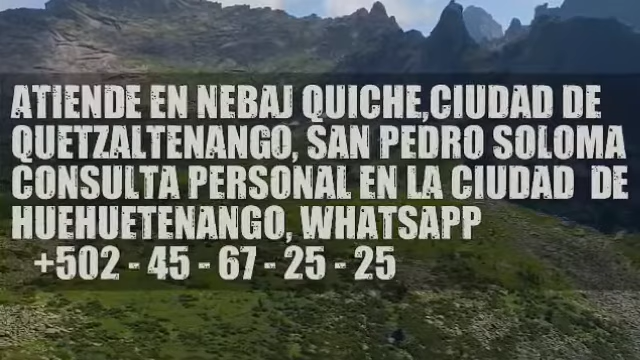 ATIENDE EN NEBAJ QUICHE,CIUDAD DE
QUETZALTENANGO, SAN PEDRO SOLOMA
CONSULTA PERSONAL EN LA CIUDAD DE
HUEHUETENANGO, WHATSAPP
+502 - 45 - 67 - 25 - 25